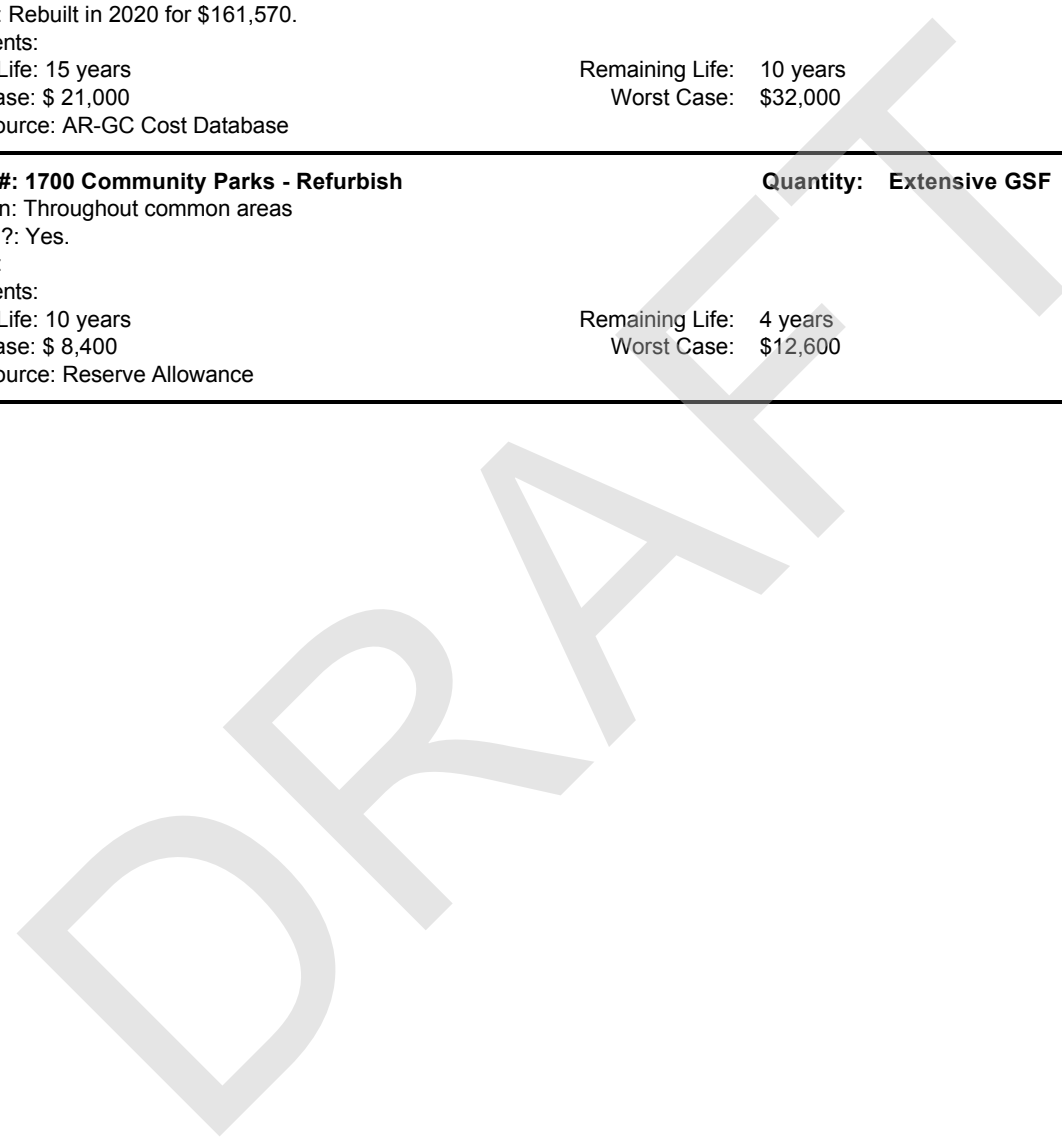 : Rebuilt in 2020 for $161,570.
ents:
Life: 15 years Remaining Life: 10 years
ase: $ 21,000 Worst Case: $32,000
ource: AR-GC Cost Database
#: 1700 Community Parks - Refurbish Quantity: Extensive GSF
n: Throughout common areas
?: Yes.
:
ents:
Life: 10 years Remaining Life: 4 years
ase: $ 8,400 Worst Case: $12,600
ource: Reserve Allowance
DRAFT